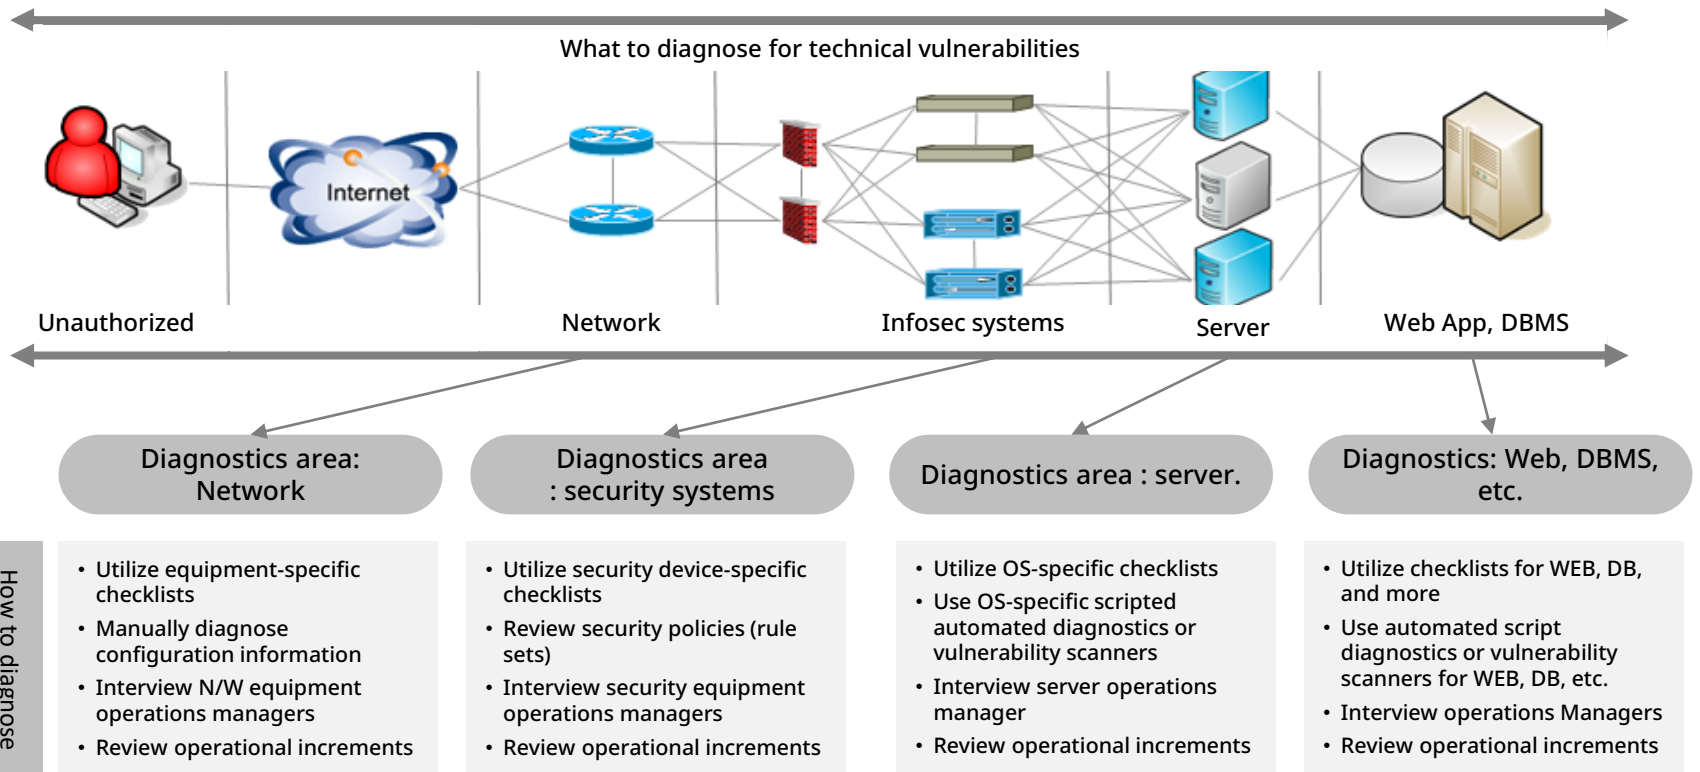 What to diagnose for technical vulnerabilities
Internet
Unauthorized
Network
Infosec systems
Server
Web App, DBMS
Diagnostics area:
Network
Diagnostics area
: security systems
Diagnostics area : server.
Diagnostics: Web, DBMS,
etc.
How to diagnose
• Utilize equipment-specific
checklists
• Manually diagnose
configuration information
• Interview N/W equipment
operations managers
• Review operational increments
• Utilize security device-specific
checklists
• Review security policies (rule
sets)
• Interview security equipment
operations managers
• Review operational increments
• Utilize OS-specific checklists
• Use OS-specific scripted
automated diagnostics or
vulnerability scanners
• Interview server operations
manager
• Review operational increments
• Utilize checklists for WEB, DB,
and more
• Use automated script
diagnostics or vulnerability
scanners for WEB, DB, etc.
• Interview operations Managers
• Review operational increments